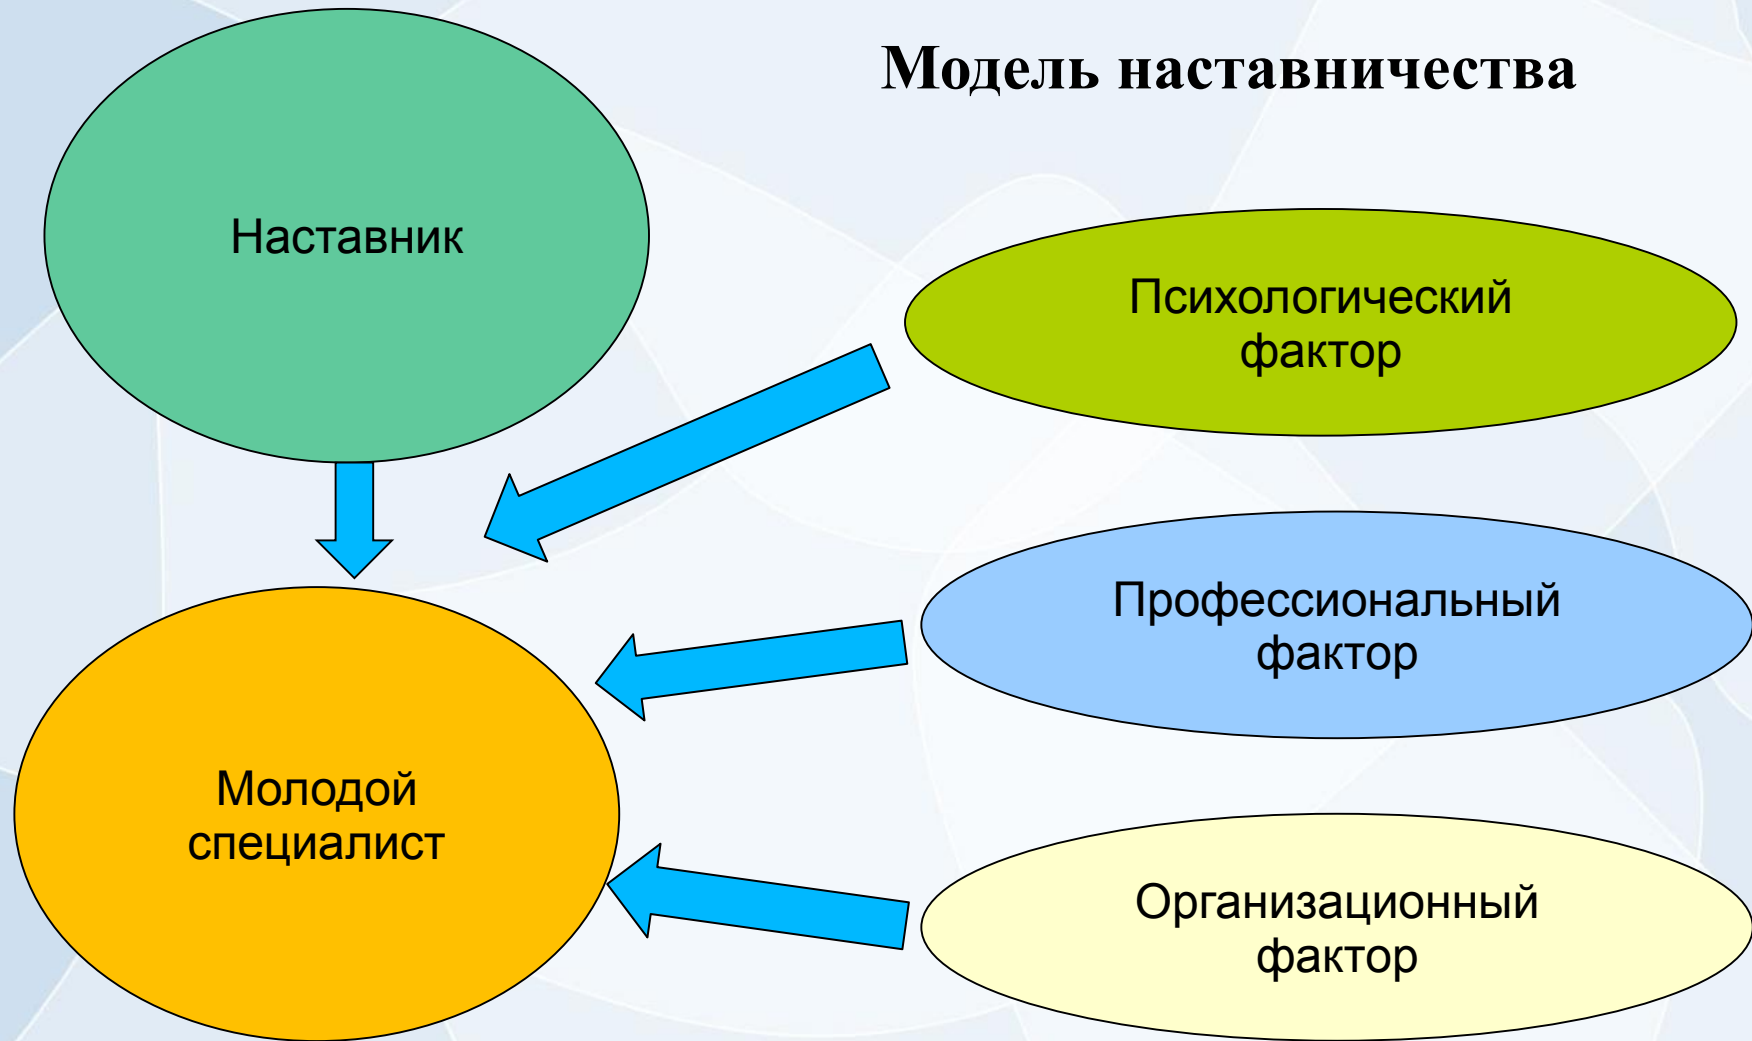 Модель наставничества
Наставник
Психологический
фактор
Профессиональный
фактор
Молодой
специалист
Организационный
фактор